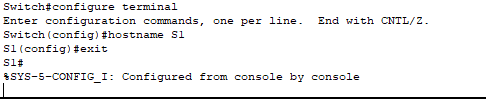 Switch#configure terminal
Enter configuration commands, one per line.  End with CNTL/Z.
Switch(config)#hostname S1
S1(config)#exit
S1#
%SYS-5-CONFIG_I: Configured from console by console